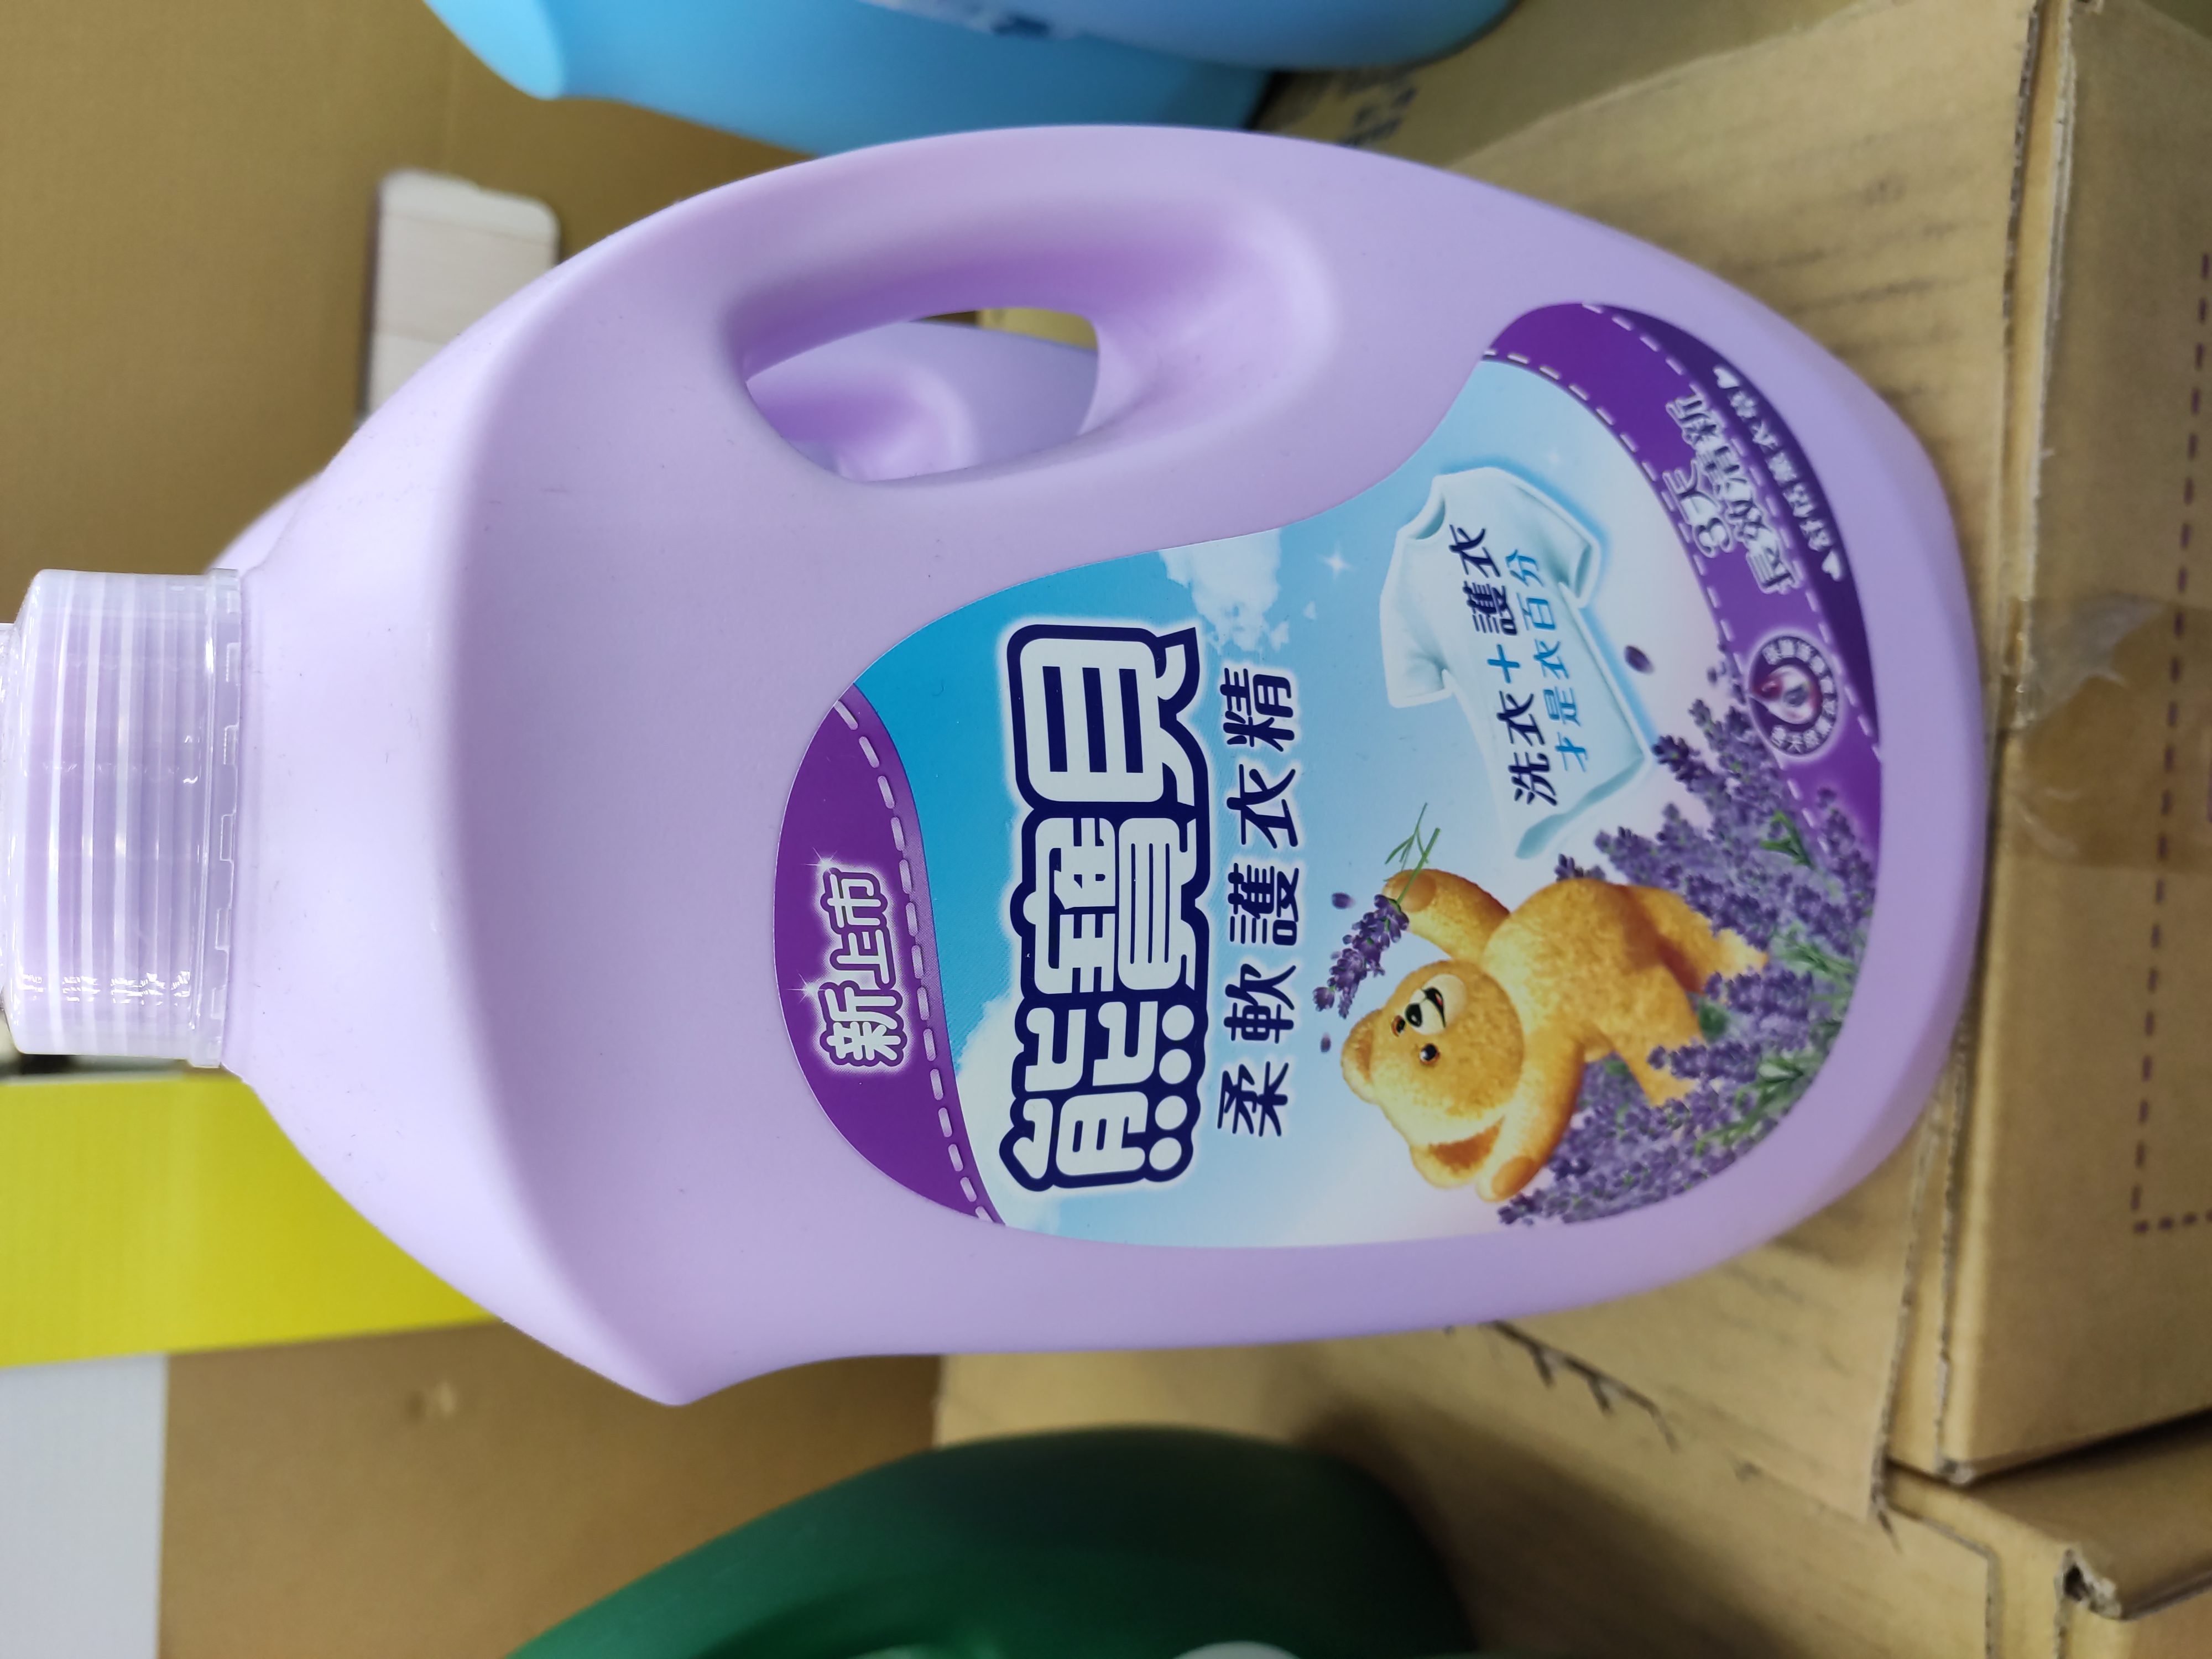 新上市
熊寶貝
柔軟護衣精
洗衣+護衣
才是衣百分
3天
長效清新
舒恬薰衣草